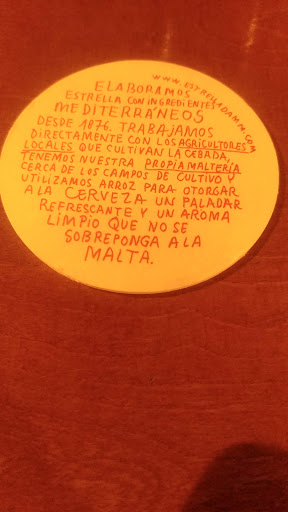 WWW.ESTRELLADAMM.COM
ELABORAMOS
ESTRELLA CON INGREDIENTES
MEDITERRÁNEOS
DESDE 1876. TRABAJAMOS
DIRECTAMENTE CON LOS AGRICULTORES
LOCALES QUE CULTIVAN LA CEBADA,
TENEMOS NUESTRA PROPIA MALTERÍA
CERCA DE LOS CAMPOS DE CULTIVO Y
UTILIZAMOS ARROZ PARA OTORGAR
A LA CERVEZA UN PALADAR
REFRESCANTE Y UN AROMA
LIMPIO QUE NO SE
SOBREPONGA A LA
MALTA.